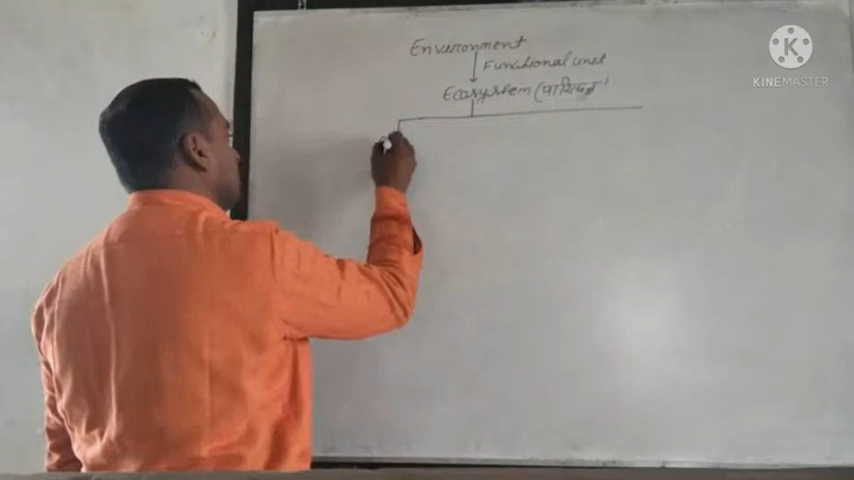 Environment
Functional unit
Ecosystem (
KINEMASTER